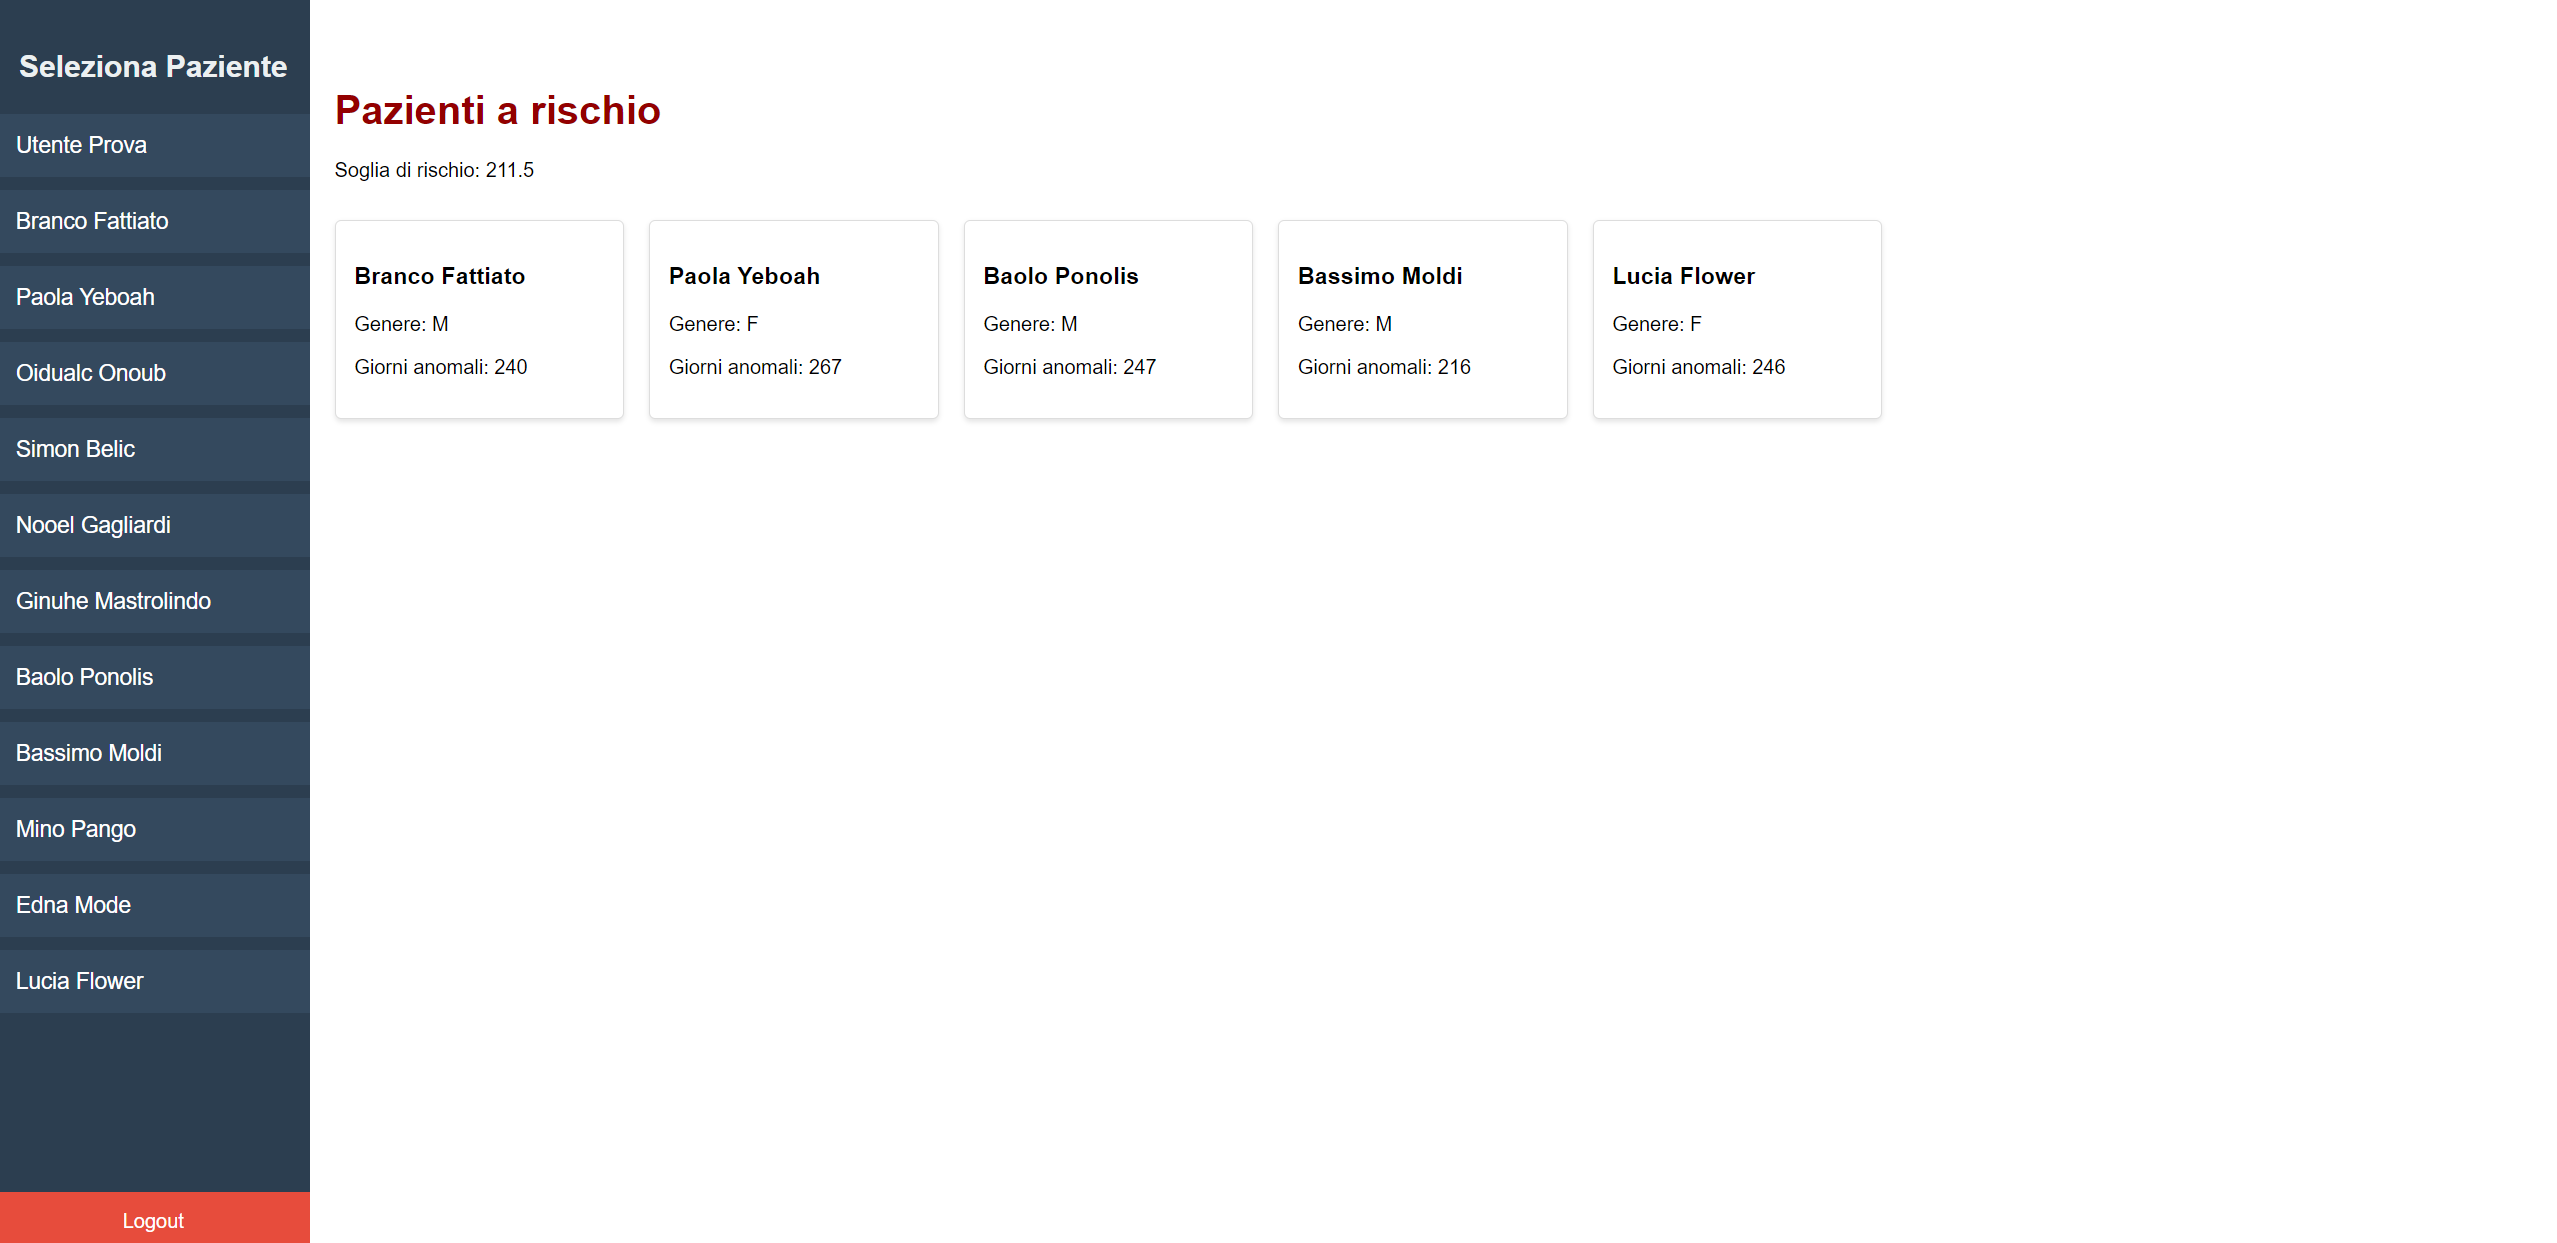 Seleziona Paziente
Utente Prova
Branco Fattiato
Paola Yeboah
Oidualc Onoub
Simon Belic
Nooel Gagliardi
Ginuhe Mastrolindo
Baolo Ponolis
Bassimo Moldi
Mino Pango
Edna Mode
Lucia Flower
Logout
Pazienti a rischio
Soglia di rischio: 211.5
Branco Fattiato
Genere: M
Giorni anomali: 240
Paola Yeboah
Genere: F
Giorni anomali: 267
Baolo Ponolis
Genere: M
Giorni anomali: 247
Bassimo Moldi
Genere: M
Giorni anomali: 216
Lucia Flower
Genere: F
Giorni anomali: 246